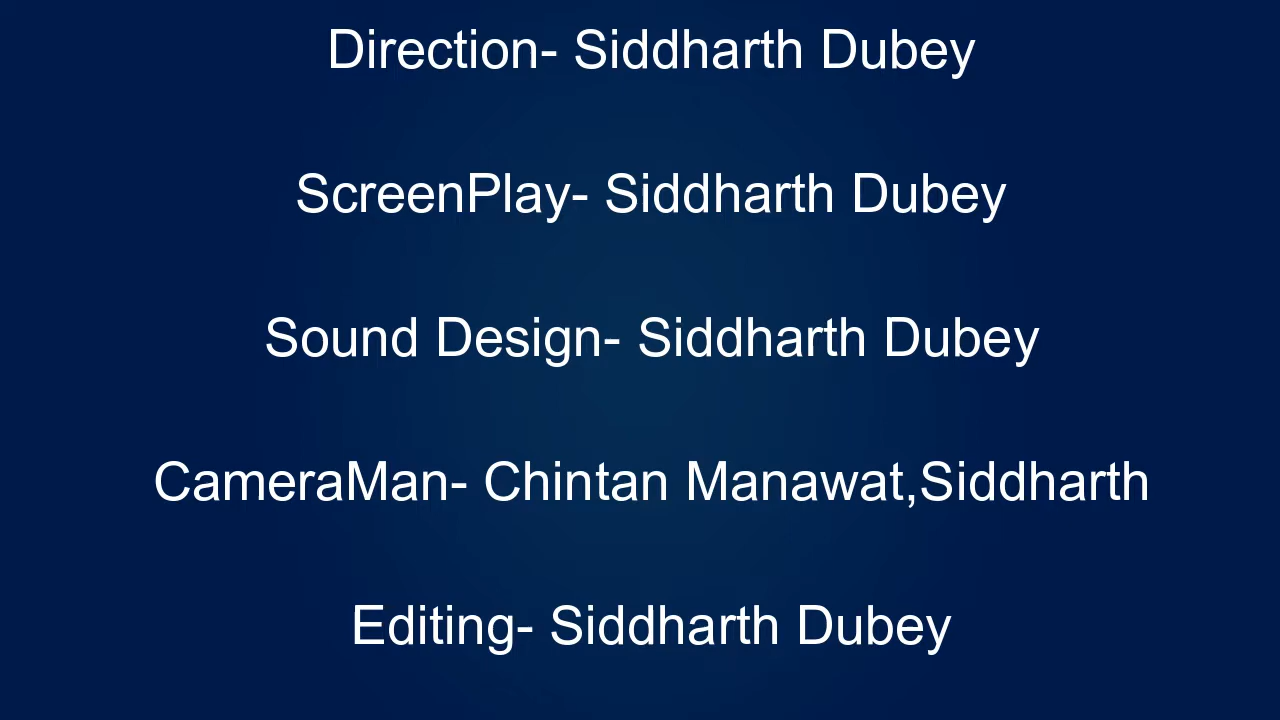 Direction- Siddharth Dubey
ScreenPlay- Siddharth Dubey
Sound Design- Siddharth Dubey
CameraMan- Chintan Manawat,Siddharth
Editing- Siddharth Dubey